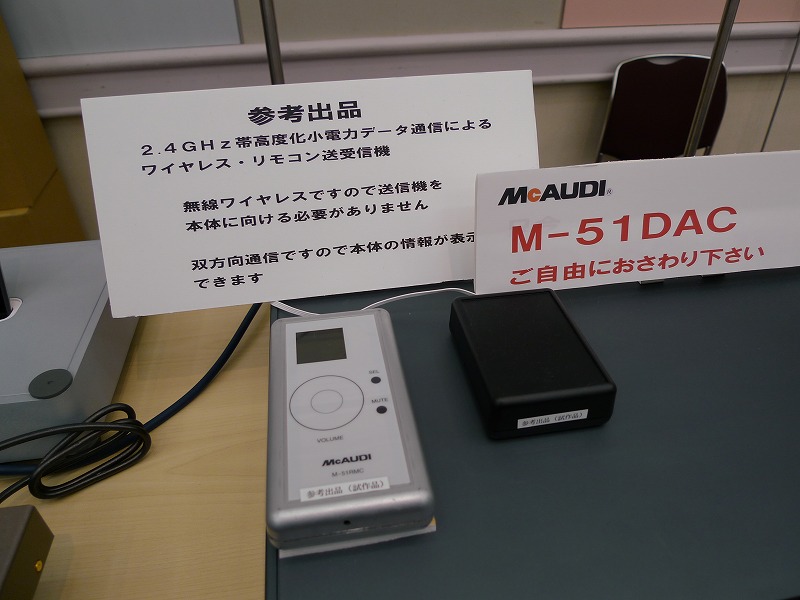 参考出品
2.4GHz帯高度化小電力データ通信による
ワイヤレス・リモコン送受信機
無線ワイヤレスですので送信機を
本体に向ける必要がありません
双方向通信ですので本体の情報が表示
できます
McAUDI®
M-51DAC
ご自由におさわり下さい
SEL
MUTE
VOLUME
McAUDI
M-51RMC
参考出品(試作品)
参考出品(試作品)